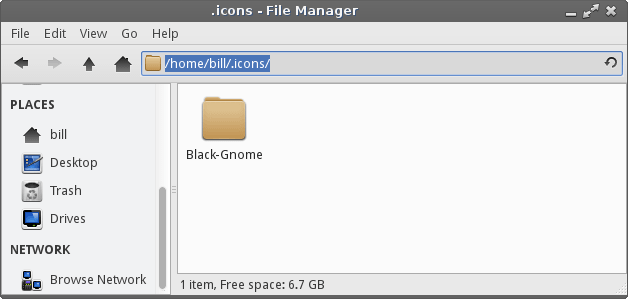 .icons - File Manager
File Edit View Go Help
/home/bill/.icons/
PLACES
bill
Desktop
Trash
Drives
NETWORK
Browse Network
Black-Gnome
1 item, Free space: 6.7 GB